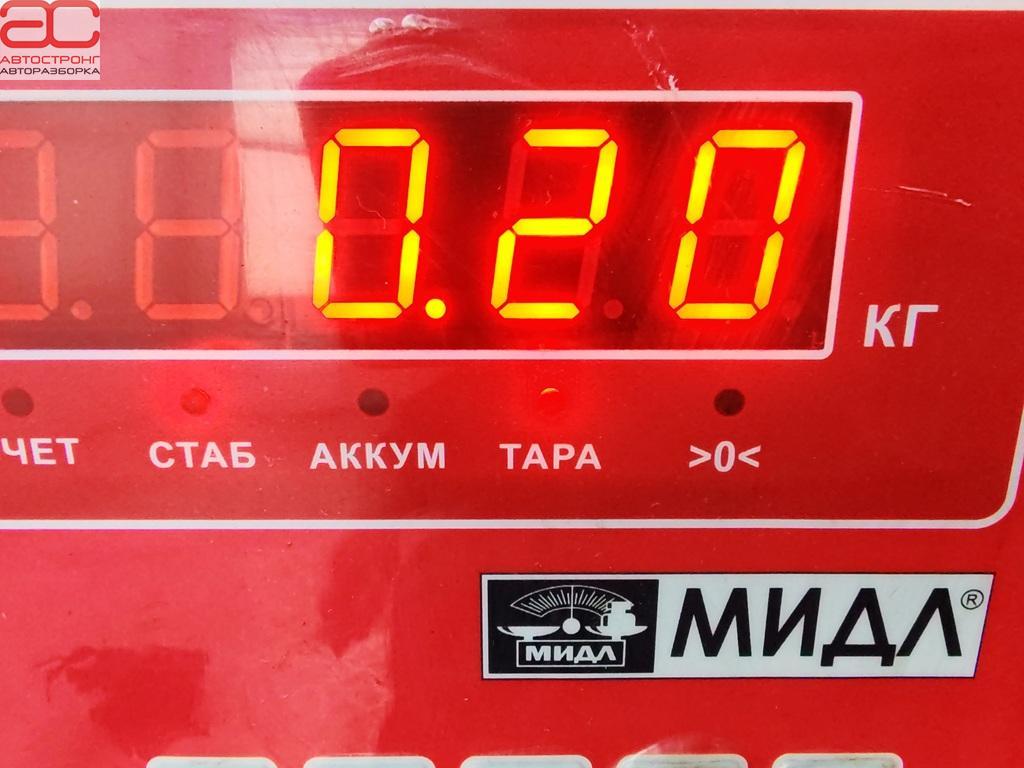 АС
АВТОСТРОНГ
АВТОРАЗБОРКА
0.20
КГ
ЧЕТ СТАБ АККУМ ТАРА >0<
МИДЛ МИДЛ®